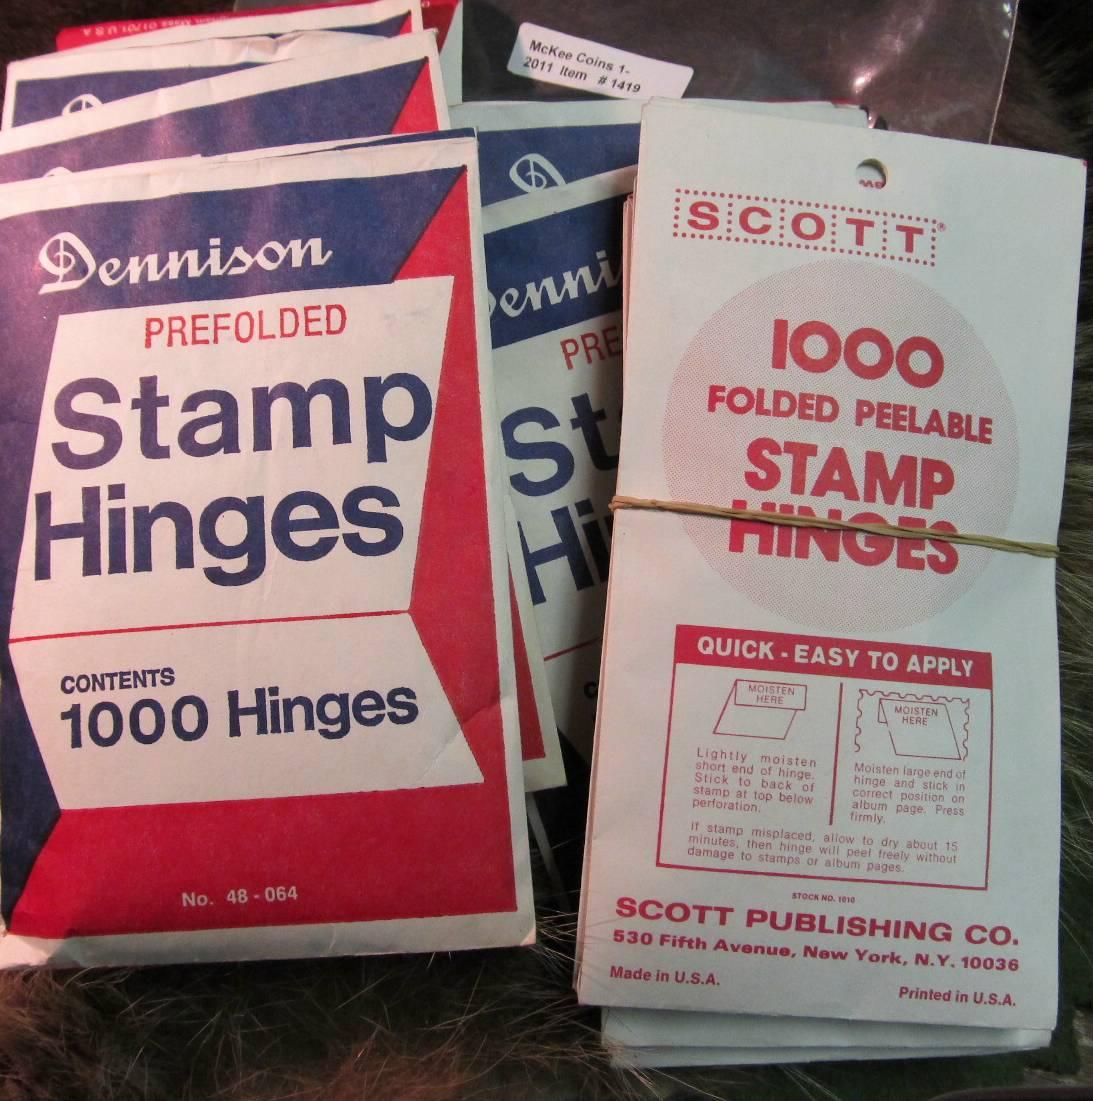 McKee Coins 1-
2011 Item # 1419
Dennison
PREFOLDED
Stamp
Hinges
CONTENTS
1000 Hinges
No. 48-064
SCOTT®
1000
FOLDED PEELABLE
STAMP
HINGES
QUICK - EASY TO APPLY
MOISTEN
HERE
Lightly moisten
short end of hinge.
Stick to back of
stamp at top below
perforation.
MOISTEN
HERE
Moisten large end of
hinge and stick in
correct position on
album page. Press
firmly.
If stamp misplaced, allow to dry about 15
minutes, then hinge will peel freely without
damage to stamps or album pages.
STOCK NO. 1010
SCOTT PUBLISHING CO.
530 Fifth Avenue, New York, N.Y. 10036
Made in U.S.A.
Printed in U.S.A.